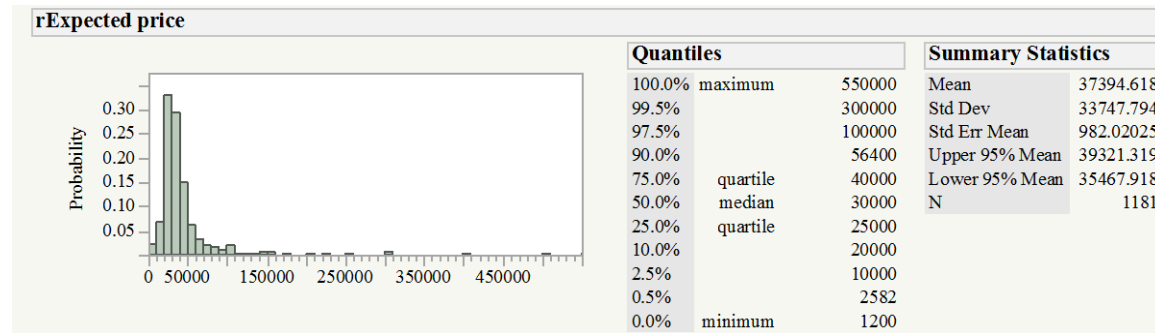 rExpected price
Probability
0.30
0.25
0.20
0.15
0.10
0.05
0 50000 150000 250000 350000 450000
Quantiles
100.0% maximum 550000
99.5% 300000
97.5% 100000
90.0% 56400
75.0% quartile 40000
50.0% median 30000
25.0% quartile 25000
10.0% 20000
2.5% 10000
0.5% 2582
0.0% minimum 1200
Summary Statistics
Mean 37394.618
Std Dev 33747.794
Std Err Mean 982.02025
Upper 95% Mean 39321.319
Lower 95% Mean 35467.918
N 1181